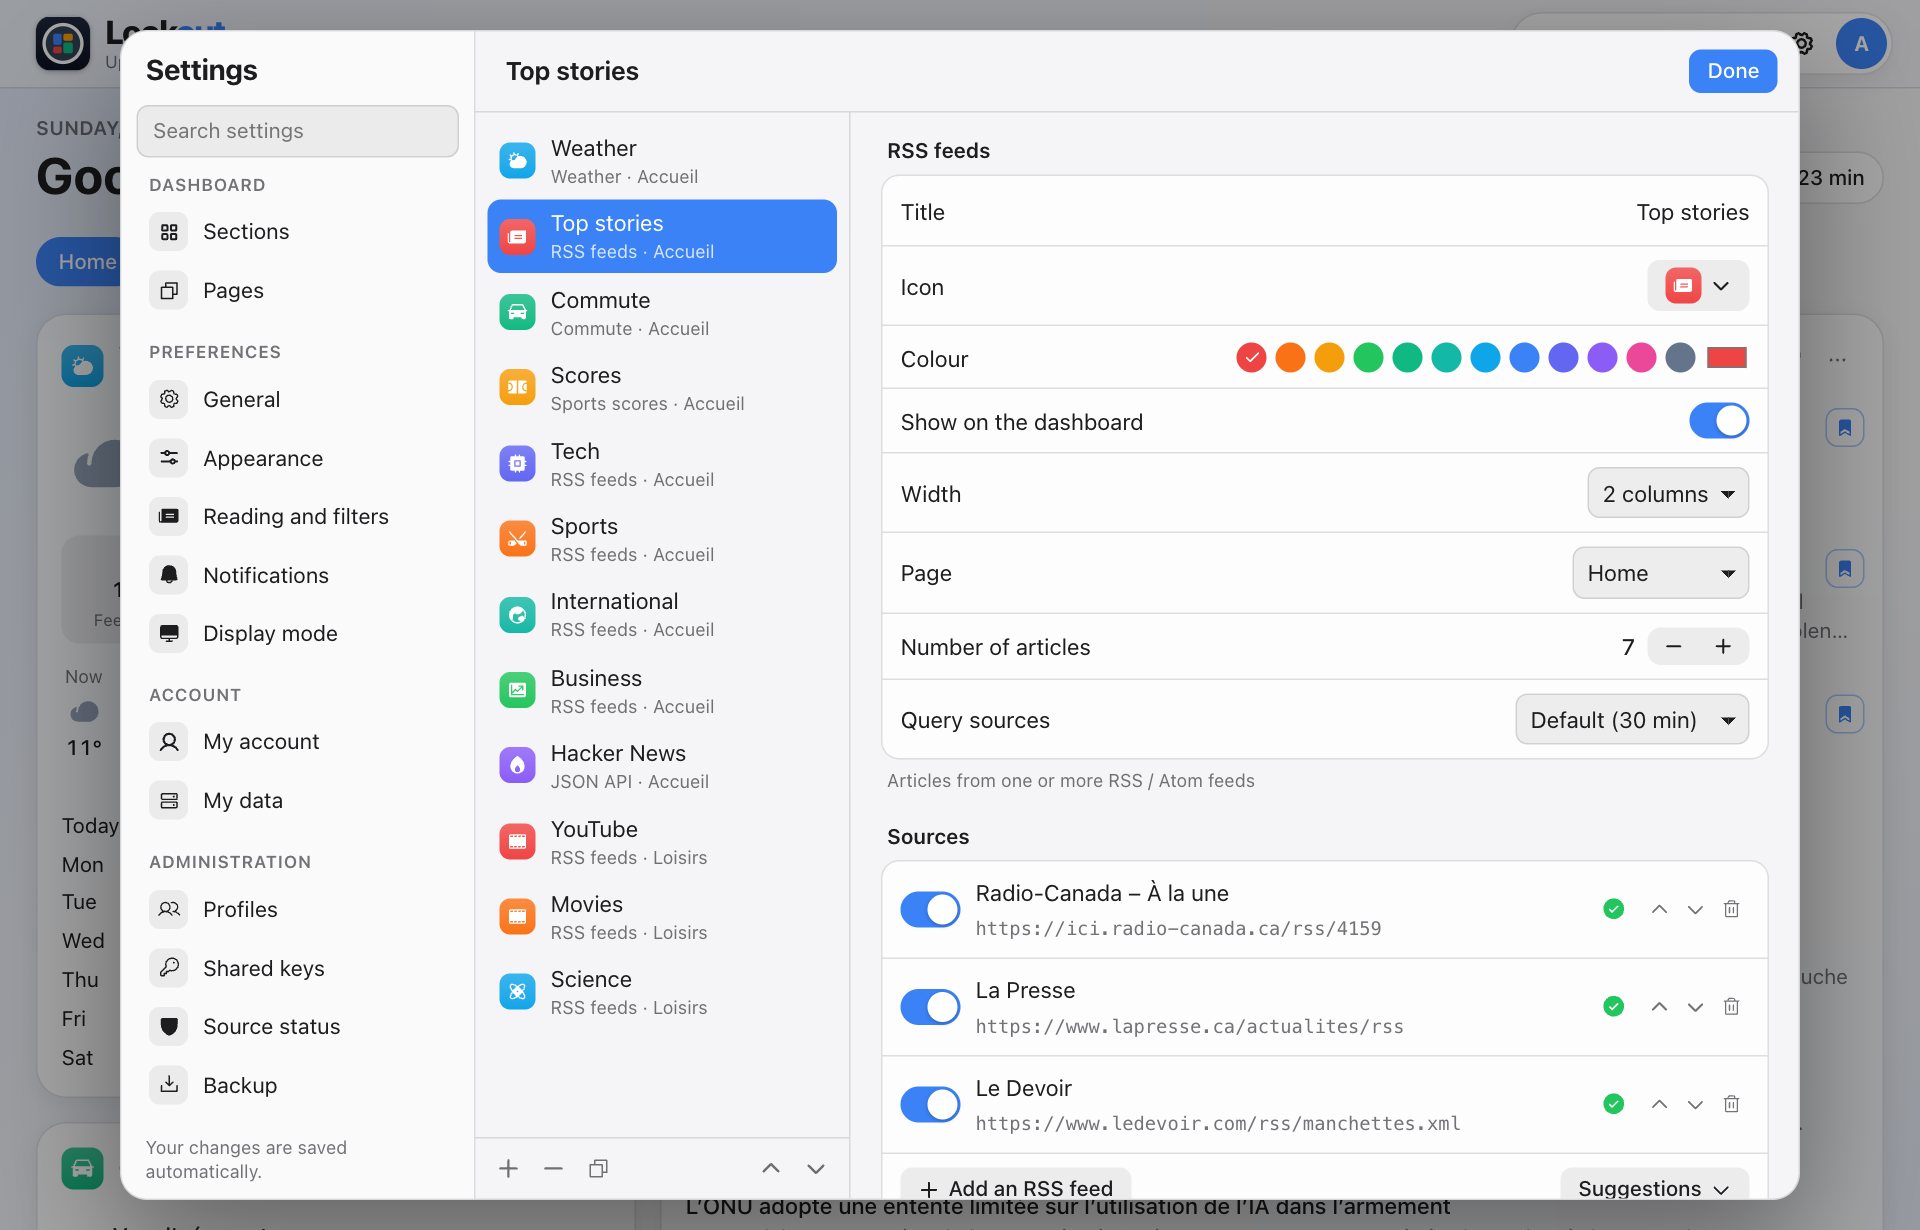 Settings
Search settings
DASHBOARD
Sections
Pages
PREFERENCES
General
Appearance
Reading and filters
Notifications
Display mode
ACCOUNT
My account
My data
ADMINISTRATION
Profiles
Shared keys
Source status
Backup
Your changes are saved
automatically.
Top stories
Done
Weather
Weather · Accueil
Top stories
RSS feeds · Accueil
Commute
Commute · Accueil
Scores
Sports scores · Accueil
Tech
RSS feeds · Accueil
Sports
RSS feeds · Accueil
International
RSS feeds · Accueil
Business
RSS feeds · Accueil
Hacker News
JSON API · Accueil
YouTube
RSS feeds · Loisirs
Movies
RSS feeds · Loisirs
Science
RSS feeds · Loisirs
RSS feeds
Title
Top stories
Icon
Colour
Show on the dashboard
Width
2 columns
Page
Home
Number of articles
7
Query sources
Default (30 min)
Articles from one or more RSS / Atom feeds
Sources
Radio-Canada – À la une
https://ici.radio-canada.ca/rss/4159
La Presse
https://www.lapresse.ca/actualites/rss
Le Devoir
https://www.ledevoir.com/rss/manchettes.xml
Add an RSS feed
Suggestions
SUNDAY,
Home
Now
11°
Today
Mon
Tue
Wed
Thu
Fri
Sat
A
23 min
L'ONU adopte une entente limitée sur l'utilisation de l'IA dans l'armement